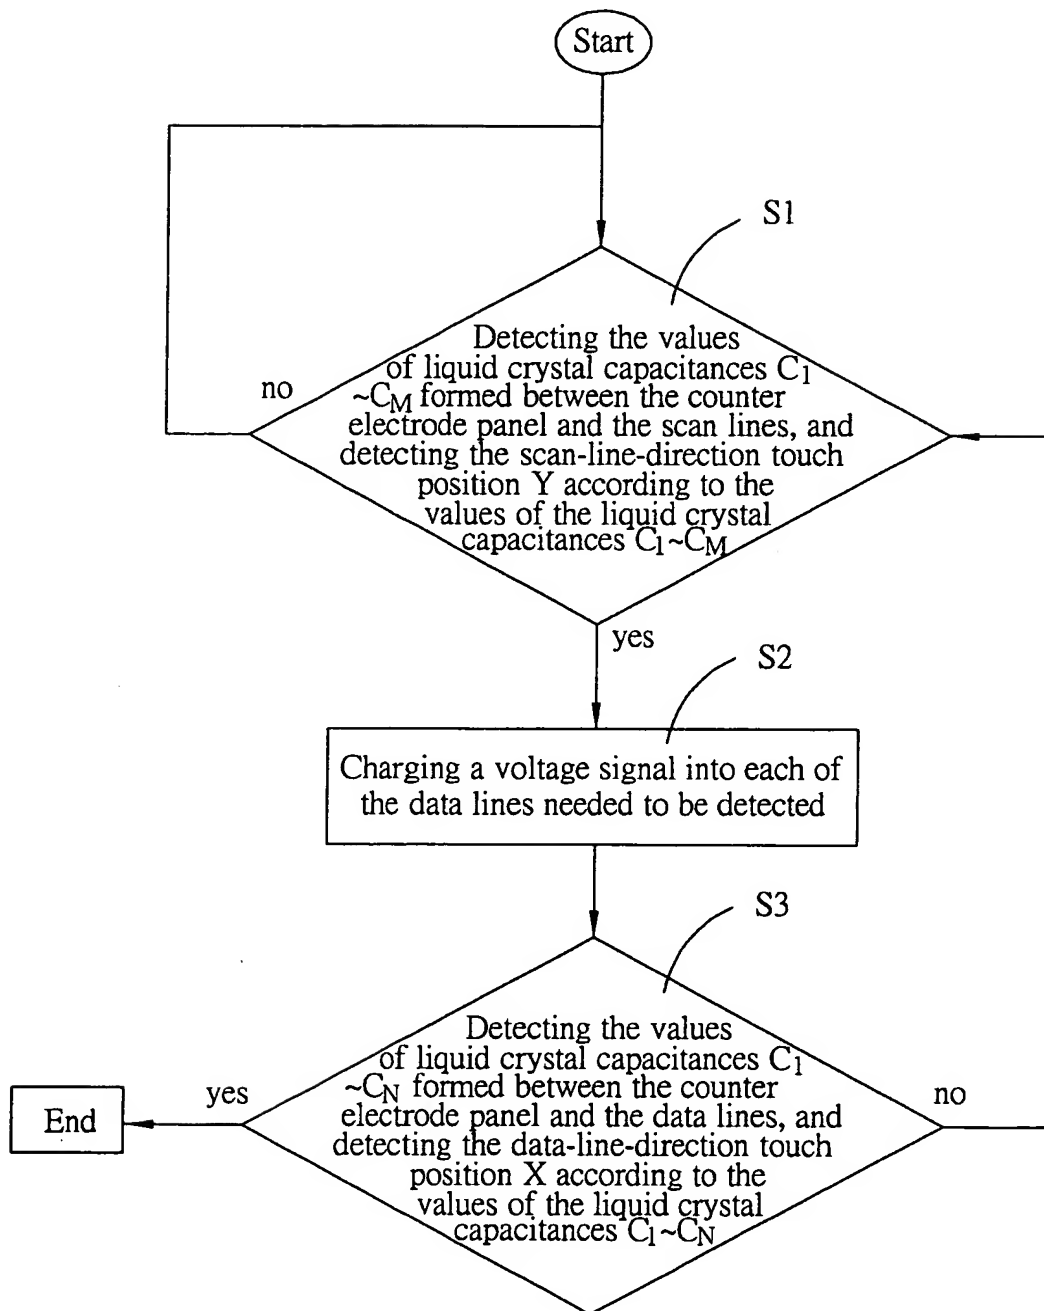 Start
S1
Detecting the values
of liquid crystal capacitances C1
~CM formed between the counter
electrode panel and the scan lines, and
detecting the scan-line-direction touch
position Y according to the
values of the liquid crystal
capacitances C1~CM
no
yes
S2
Charging a voltage signal into each of
the data lines needed to be detected
S3
Detecting the values
of liquid crystal capacitances C1
~CN formed between the counter
electrode panel and the data lines, and
detecting the data-line-direction touch
position X according to the
values of the liquid crystal
capacitances C1~CN
yes
no
End